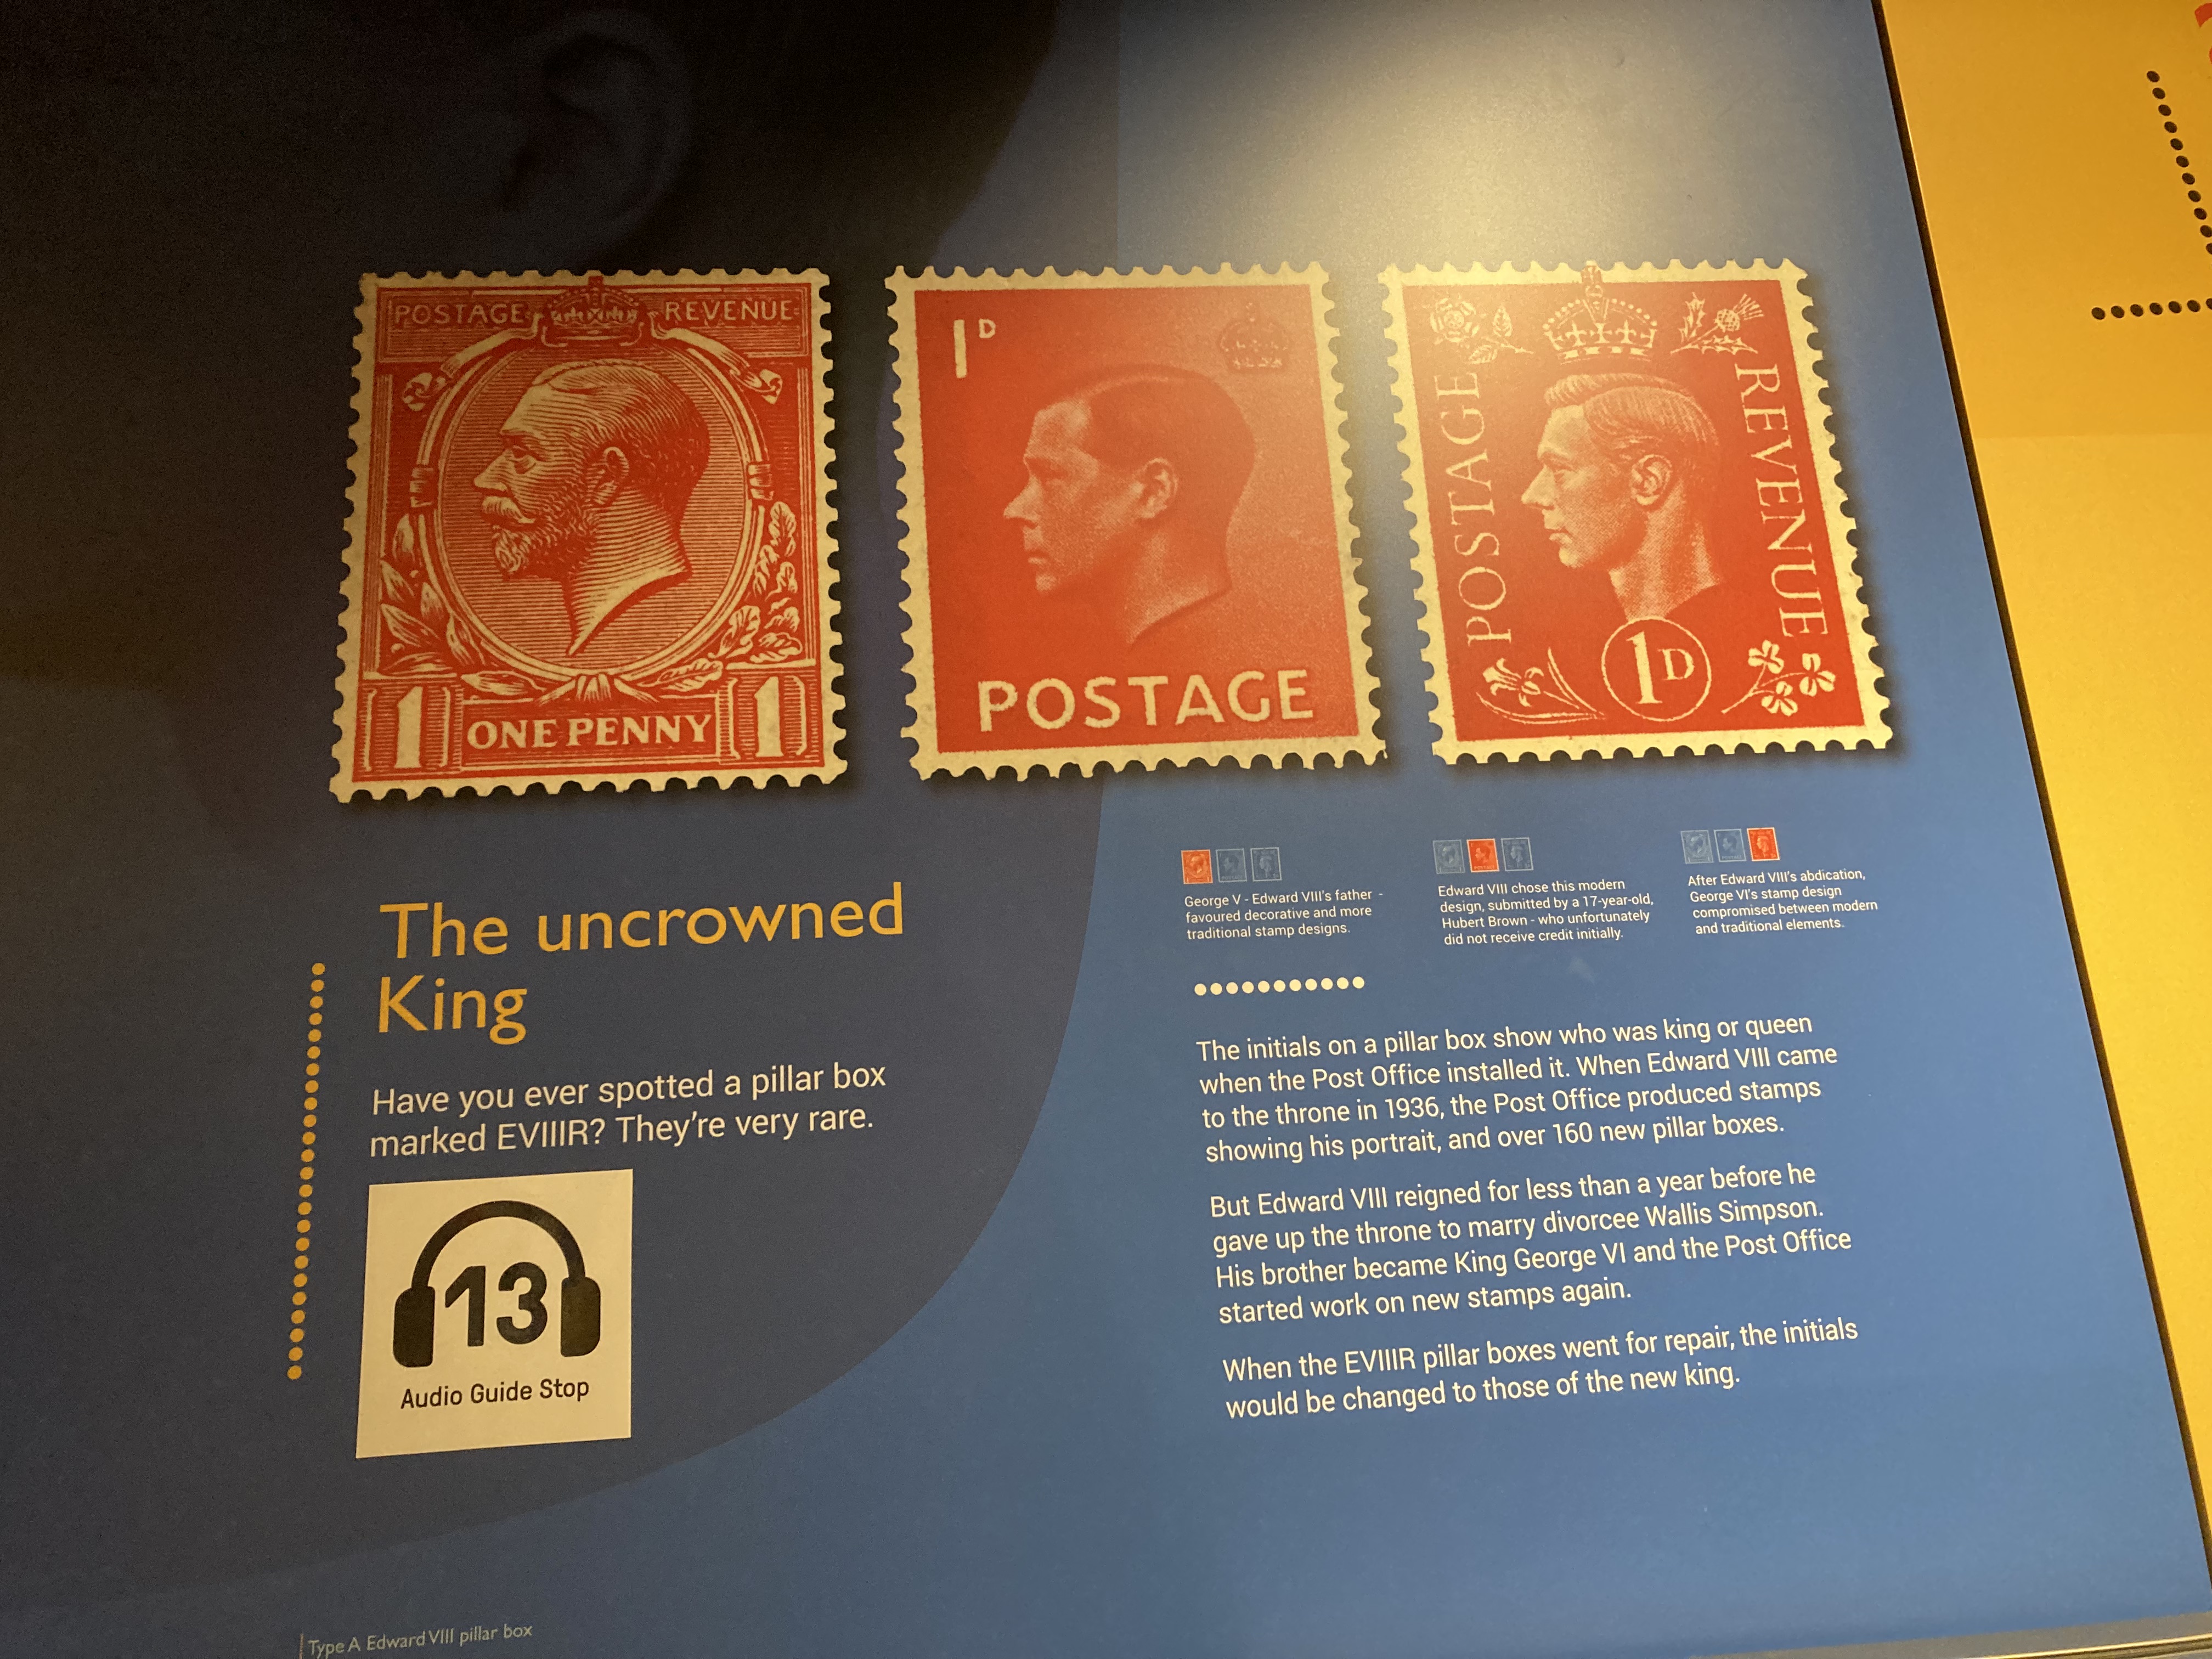 POSTAGE REVENUE
1 ONE PENNY 1
1D
POSTAGE
POSTAGE
REVENUE
1D
The uncrowned
King
Have you ever spotted a pillar box
marked EVIIIR? They're very rare.
13
Audio Guide Stop
George V - Edward VIII's father -
favoured decorative and more
traditional stamp designs.
Edward VIII chose this modern
design, submitted by a 17-year-old,
Hubert Brown - who unfortunately
did not receive credit initially.
After Edward VIII's abdication,
George VI's stamp design
compromised between modern
and traditional elements.
The initials on a pillar box show who was king or queen
when the Post Office installed it. When Edward VIII came
to the throne in 1936, the Post Office produced stamps
showing his portrait, and over 160 new pillar boxes.
But Edward VIII reigned for less than a year before he
gave up the throne to marry divorcee Wallis Simpson.
His brother became King George VI and the Post Office
started work on new stamps again.
When the EVIIIR pillar boxes went for repair, the initials
would be changed to those of the new king.
Type A Edward VIII pillar box